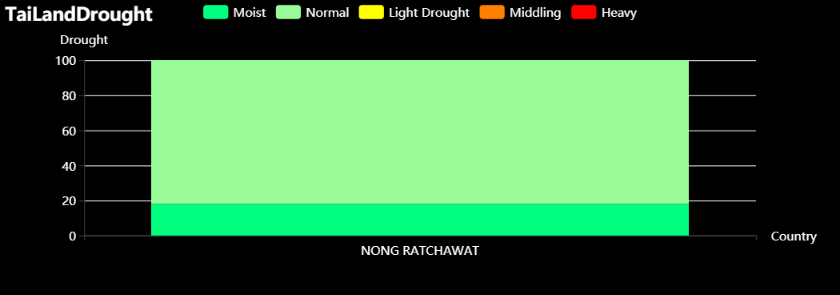 TaiLandDrought
Moist Normal Light Drought Middling Heavy
Drought
100
80
60
40
20
0
Country
NONG RATCHAWAT